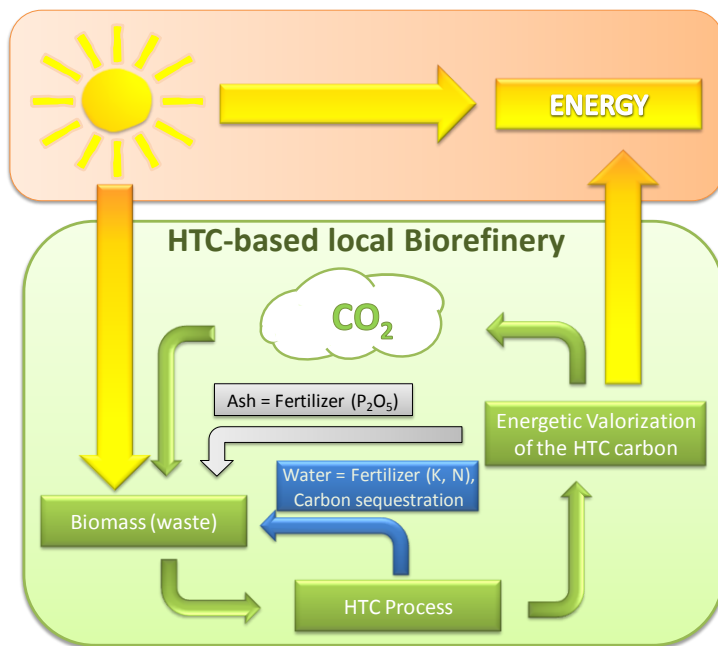 ENERGY
HTC-based local Biorefinery
CO₂
Ash = Fertilizer (P₂O₅)
Energetic Valorization
of the HTC carbon
Water = Fertilizer (K, N),
Carbon sequestration
Biomass (waste)
HTC Process